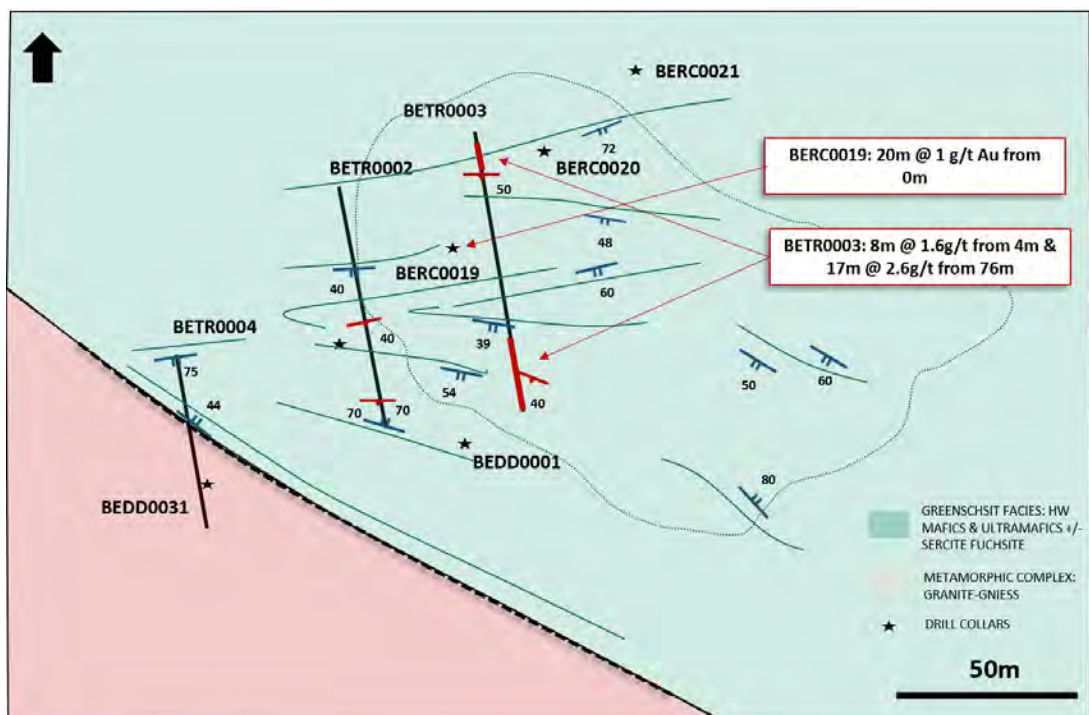 BERC0021
BETR0003
72
BERC0020
BERC0019: 20m @ 1 g/t Au from
0m
BETR0002
50
48
BERC0019
BETR0003: 8m @ 1.6g/t from 4m &
17m @ 2.6g/t from 76m
40
60
BETR0004
40
39
75
54
50
60
44
70
70
40
BEDD0001
80
BEDD0031
GREENSCHSIT FACIES: HW
MAFICS & ULTRAMAFICS +/-
SERCITE FUCHSITE
METAMORPHIC COMPLEX:
GRANITE-GNIESS
DRILL COLLARS
50m